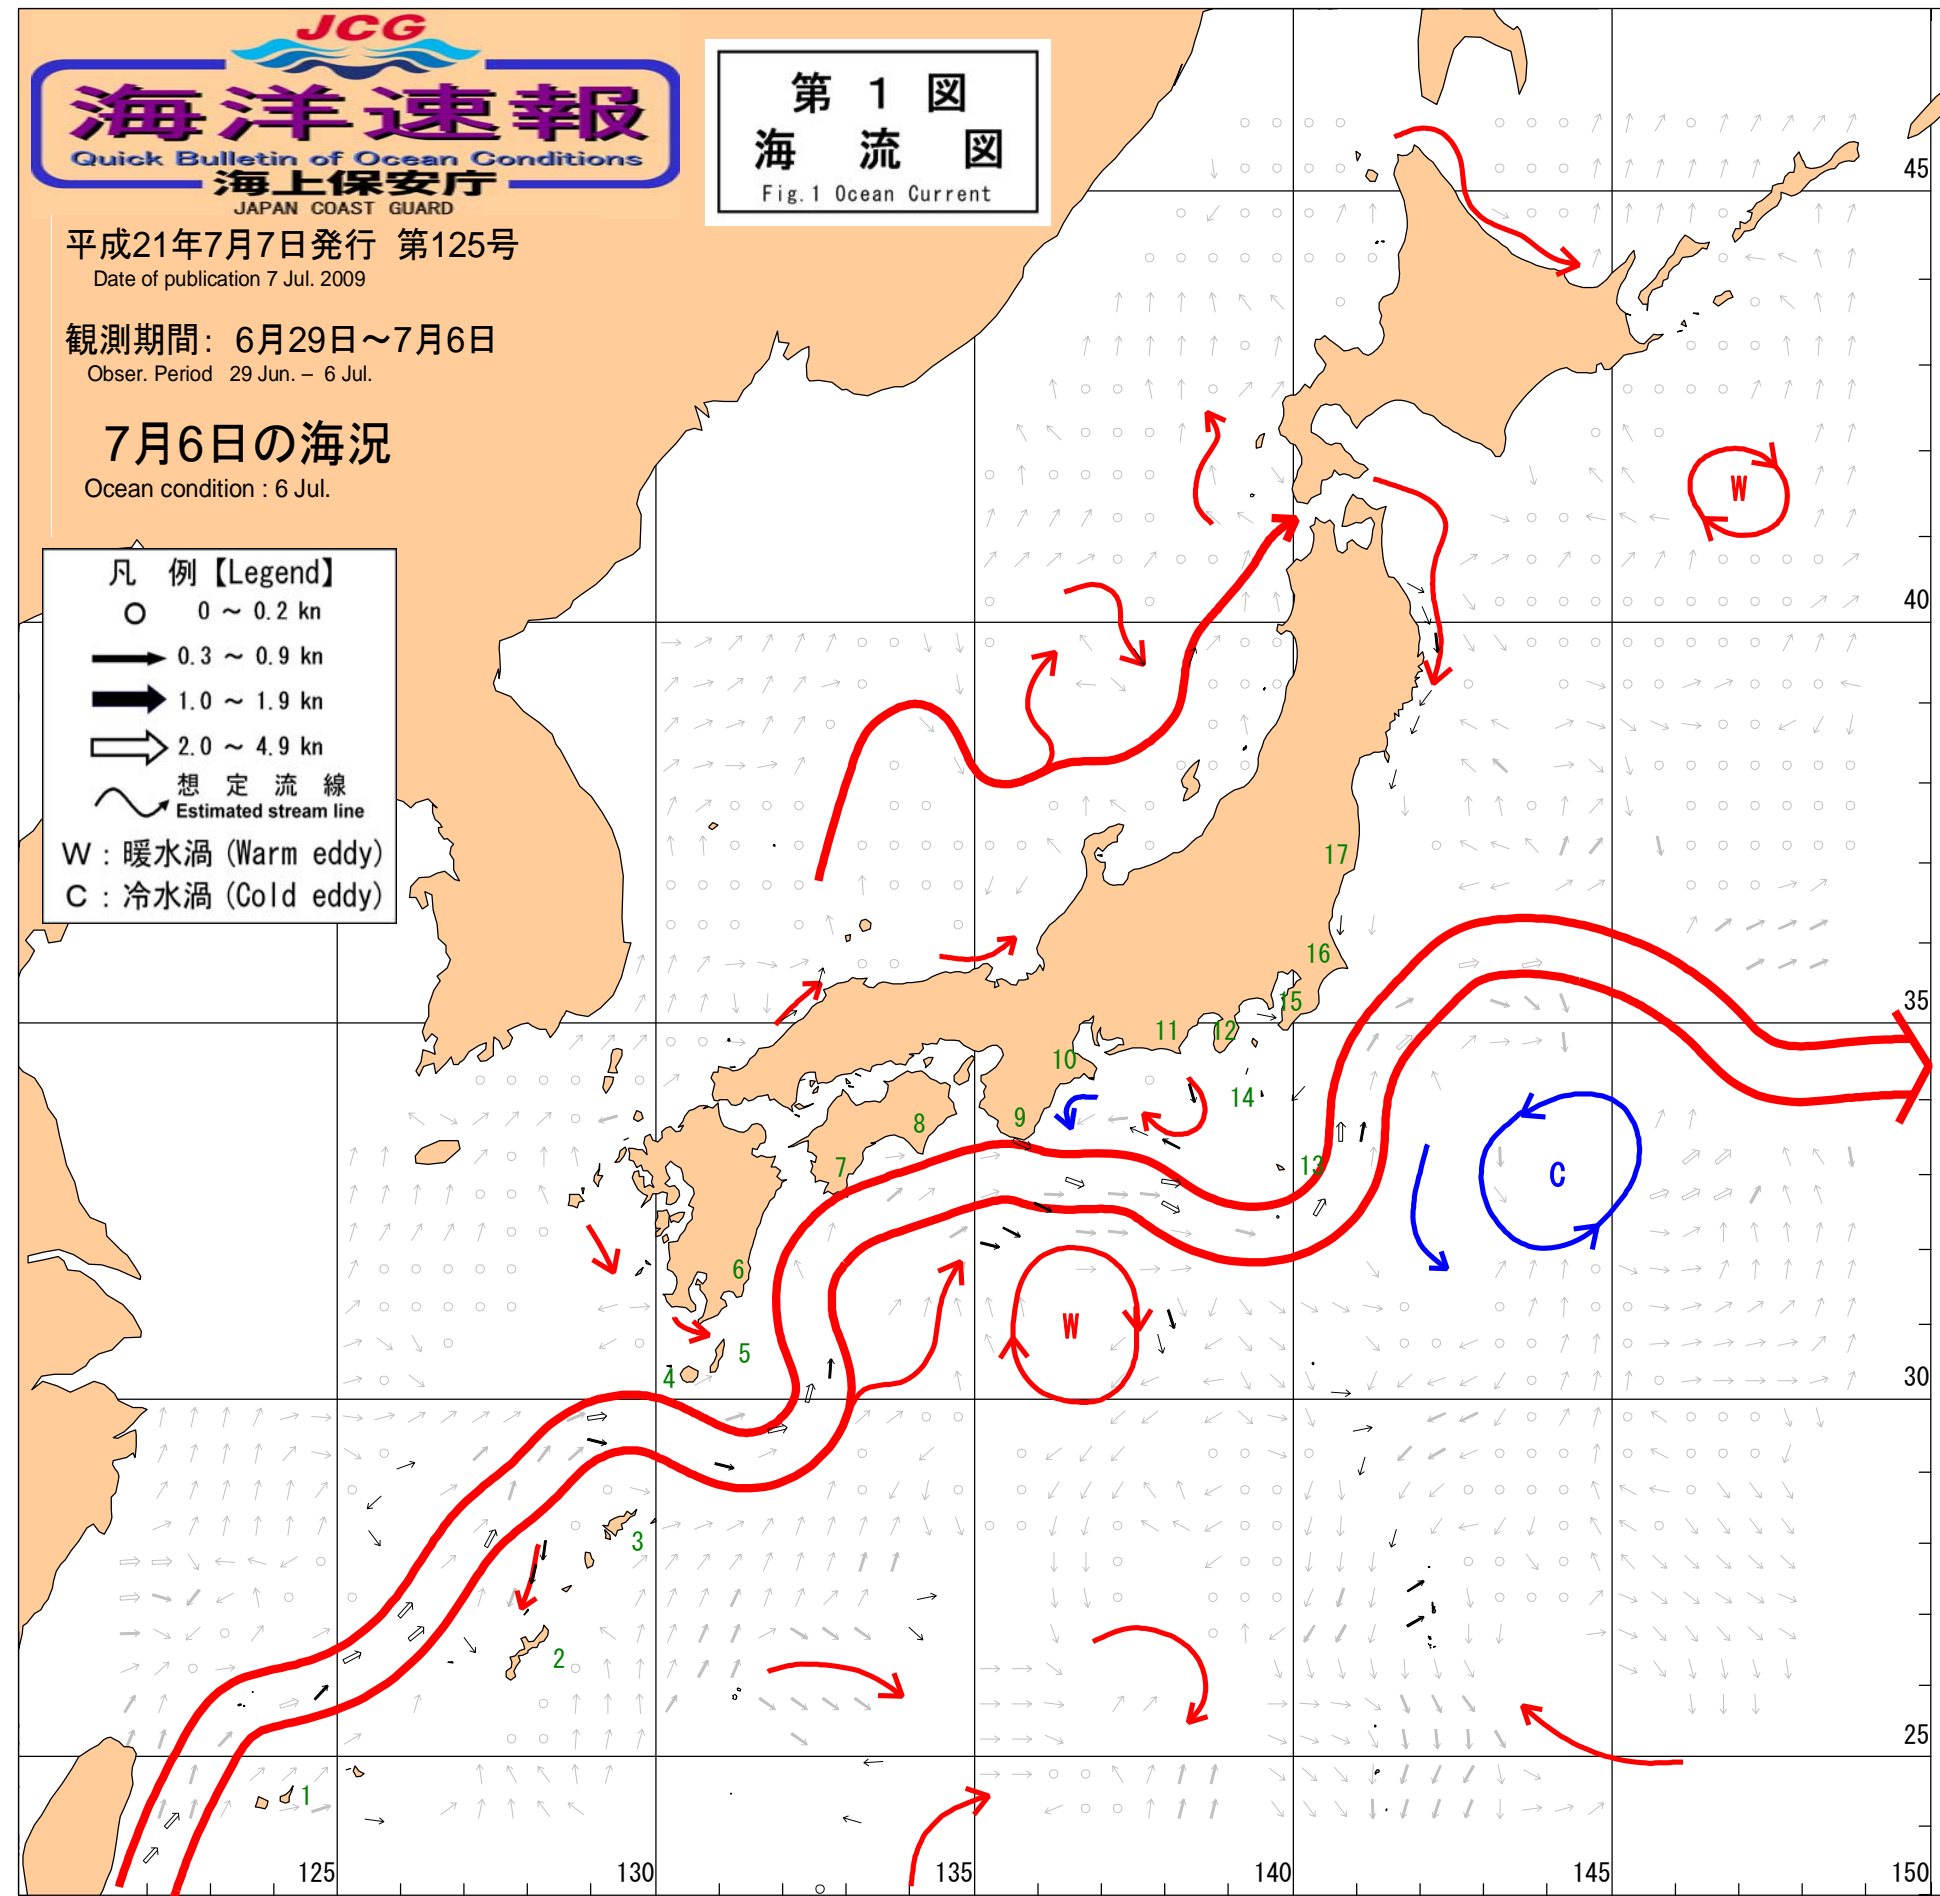 JCG
海洋速報
Quick Bulletin of Ocean Conditions
海上保安庁
JAPAN COAST GUARD
第 1 図
海 流 図
Fig.1 Ocean Current
平成21年7月7日発行 第125号
Date of publication 7 Jul. 2009
観測期間: 6月29日～7月6日
Obser. Period 29 Jun. – 6 Jul.
7月6日の海況
Ocean condition : 6 Jul.
凡 例【Legend】
0 ～ 0.2 kn
0.3 ～ 0.9 kn
1.0 ～ 1.9 kn
2.0 ～ 4.9 kn
想 定 流 線
Estimated stream line
W : 暖水渦 (Warm eddy)
C : 冷水渦 (Cold eddy)
45
W
40
17
16
35
15
11
12
10
14
9
8
7
13
C
6
W
5
4
30
3
2
25
1
125
130
135
140
145
150